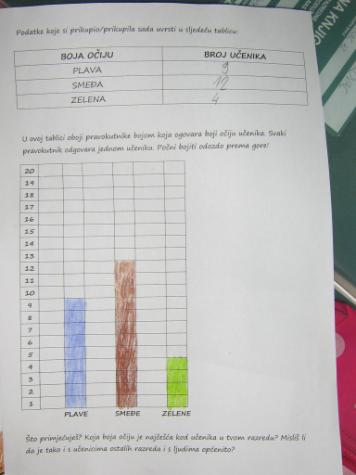 Podatke koje si prikupio/prikupila sada uvrsti u sljedeću tablicu:
BOJA OČIJU BROJ UČENIKA
PLAVA 9
SMEĐA 12
ZELENA 4
U ovoj tablici oboji pravokutnike bojom koja ogovara boji očiju učenika. Svaki
pravokutnik odgovara jednom učeniku. Počni bojiti odozdo prema gore!
20
19
18
17
16
15
14
13
12
11
10
9
8
7
6
5
4
3
2
1
PLAVE SMEĐE ZELENE
Što primjećuješ? Koja boja očiju je najčešća kod učenika u tvom razredu? Misliš li
da je tako i s učenicima ostalih razreda i s ljudima općenito?